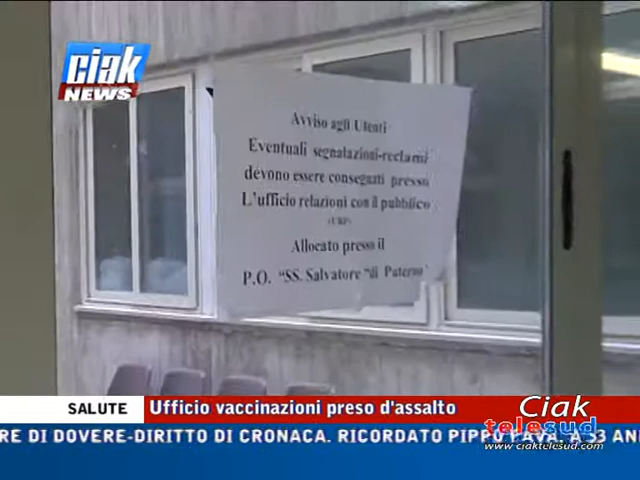 ciak
NEWS
Avviso agli Utenti
Eventuali segnalazioni-reclami
devono essere consegnati presso
L'ufficio relazioni con il pubblico
(URP)
Allocato presso il
P.O. "SS. Salvatore "di Paterno'
SALUTE
Ufficio vaccinazioni preso d'assalto
Ciak
telesud
www.ciaktelesud.com
RE DI DOVERE-DIRITTO DI CRONACA. RICORDATO PIPPO FAVA, A 33 ANI